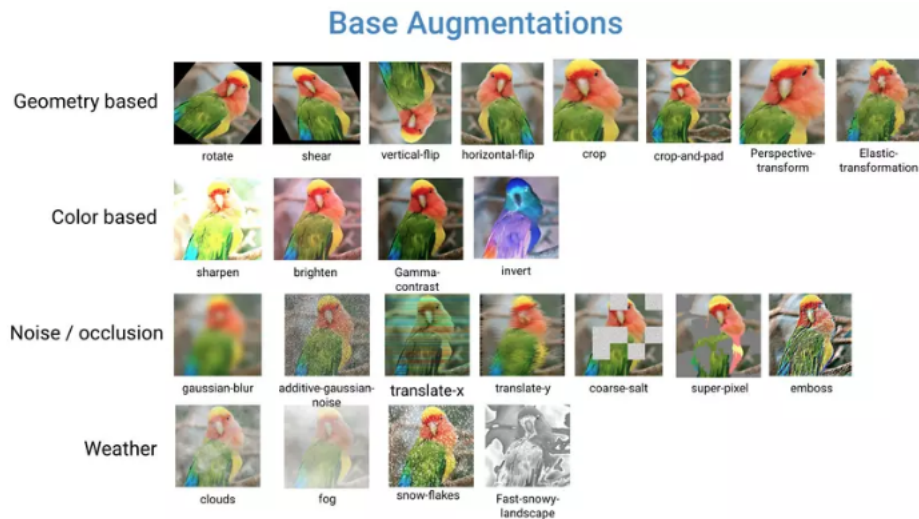 Base Augmentations
Geometry based
rotate
shear
vertical-flip
horizontal-flip
crop
crop-and-pad
Perspective-
transform
Elastic-
transformation
Color based
sharpen
brighten
Gamma-
contrast
invert
Noise / occlusion
gaussian-blur
additive-gaussian-
noise
translate-x
translate-y
coarse-salt
super-pixel
emboss
Weather
clouds
fog
snow-flakes
Fast-snowy-
landscape